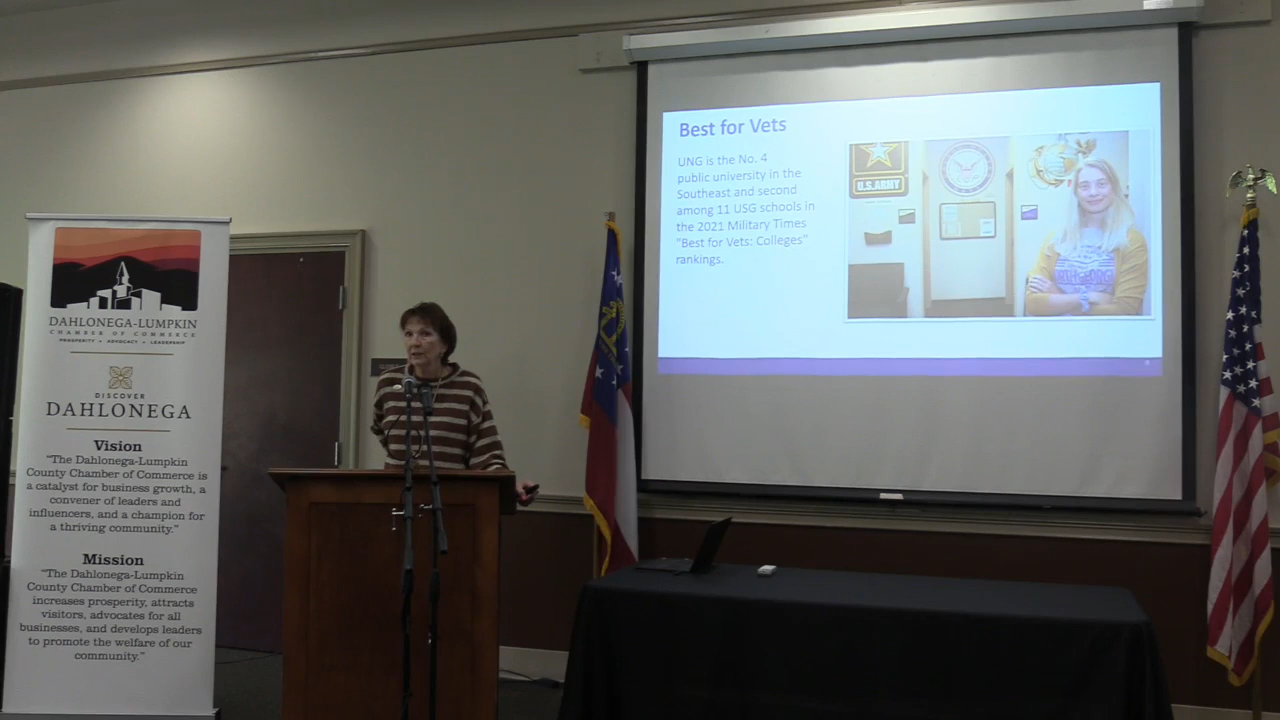 DAHLONEGA-LUMPKIN
CHAMBER OF COMMERCE
PROSPERITY • ADVOCACY • LEADERSHIP
DISCOVER
DAHLONEGA
Vision
"The Dahlonega-Lumpkin
County Chamber of Commerce is
a catalyst for business growth, a
convener of leaders and
influencers, and a champion for
a thriving community."
Mission
"The Dahlonega-Lumpkin
County Chamber of Commerce
increases prosperity, attracts
visitors, advocates for all
businesses, and develops leaders
to promote the welfare of our
community."
Best for Vets
UNG is the No. 4
public university in the
Southeast and second
among 11 USG schools in
the 2021 Military Times
"Best for Vets: Colleges"
rankings.
U.S.ARMY